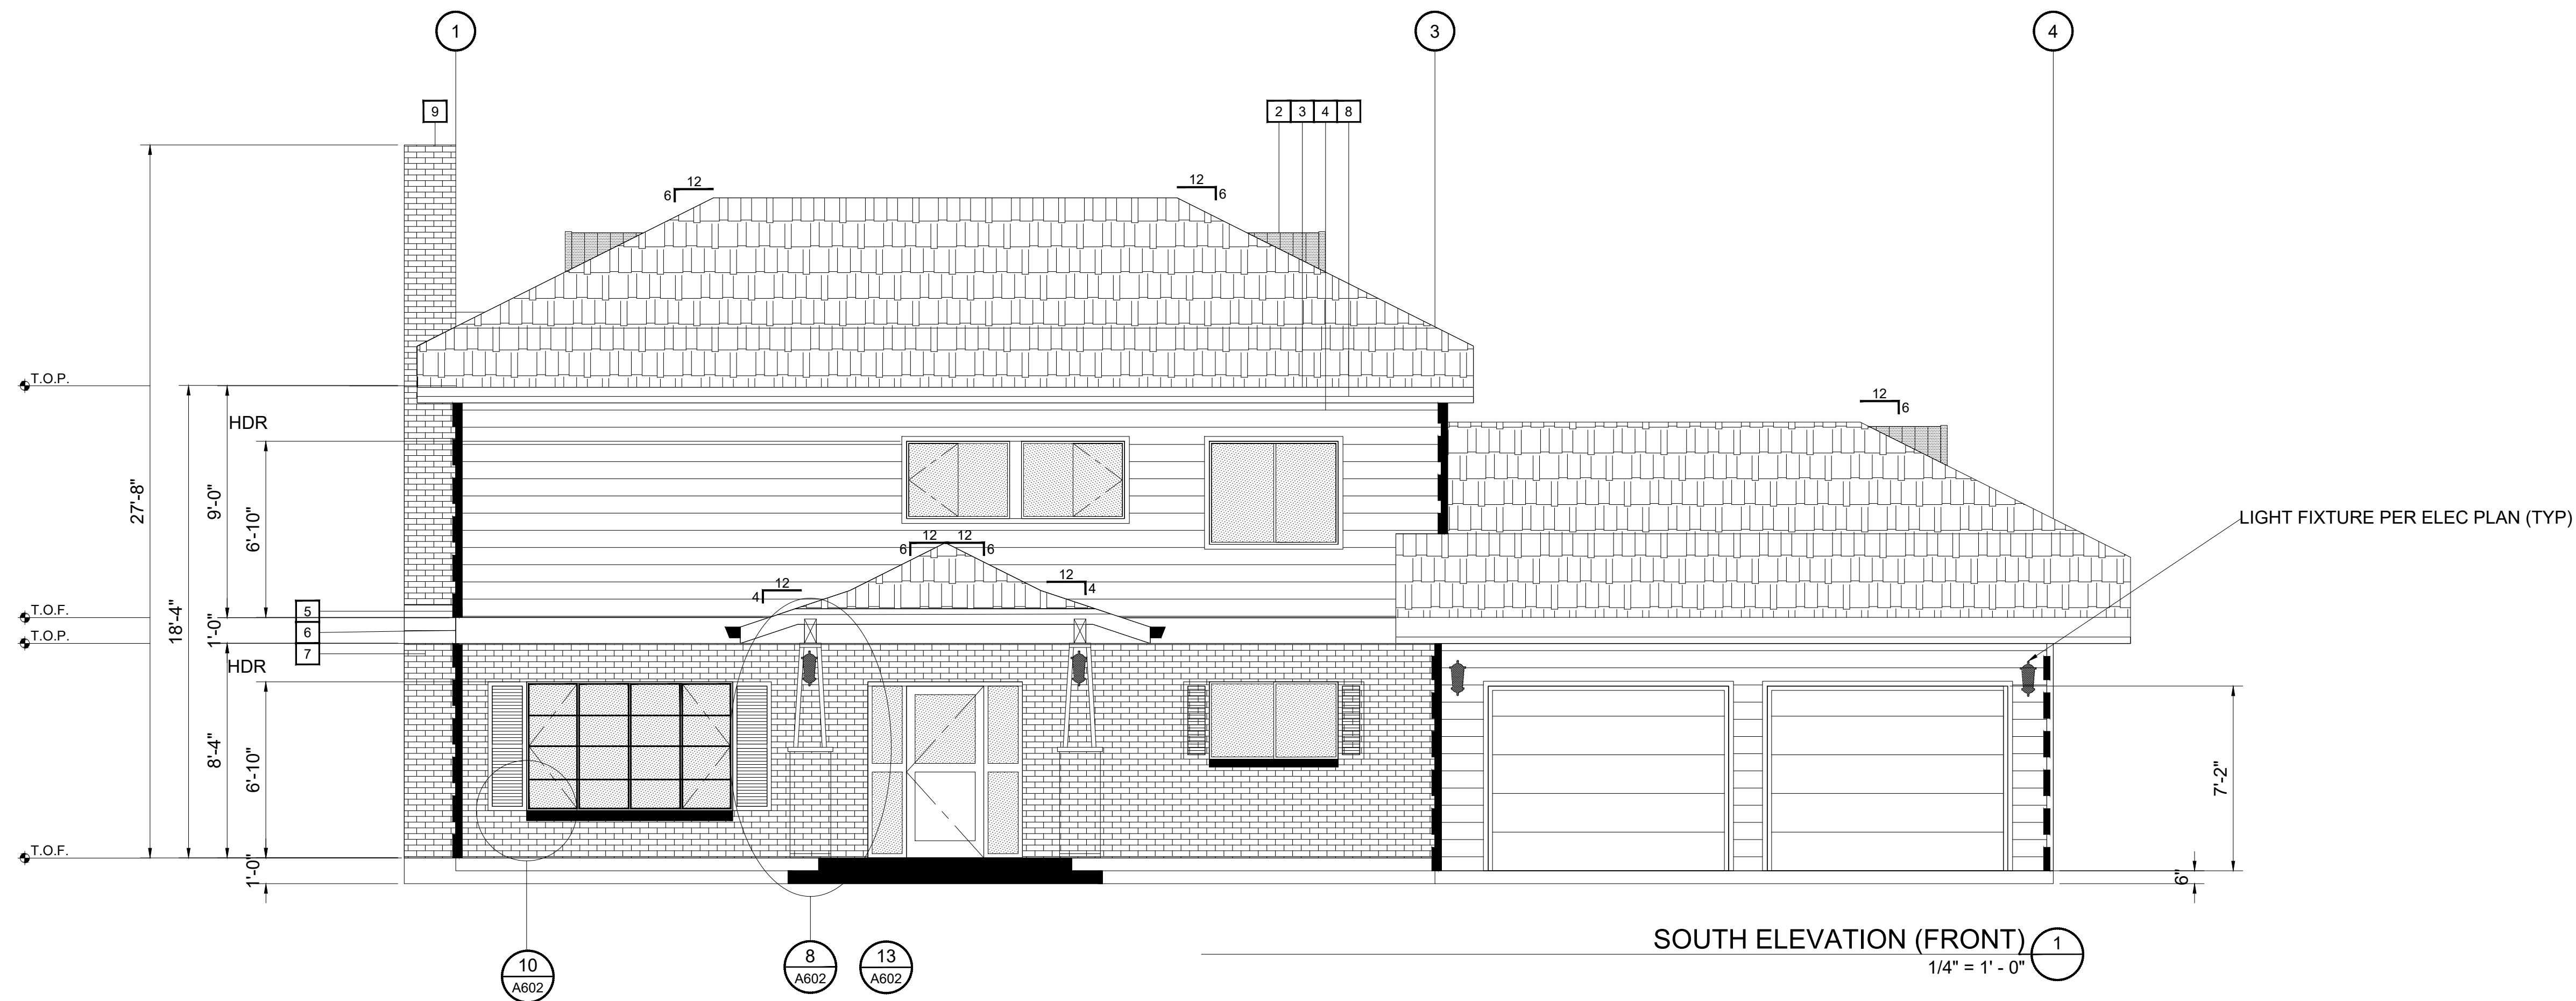 1
3
4
9
2 3 4 8
12
6
12
6
T.O.P.
HDR
12
6
27'-8"
9'-0"
6'-10"
LIGHT FIXTURE PER ELEC PLAN (TYP)
12 12
6 6
12
4
12
4
18'-4"
T.O.F.
5
1'-0"
6
T.O.P.
7
HDR
8'-4"
6'-10"
7'-2"
T.O.F.
1'-0"
6"
SOUTH ELEVATION (FRONT)
1
1/4" = 1' - 0"
10
A602
8
A602
13
A602